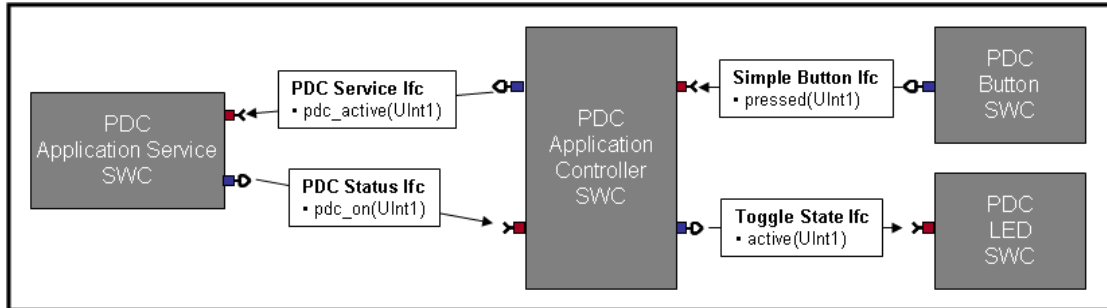 PDC
Application Service
SWC
PDC Service Ifc
▪ pdc_active(UInt1)
PDC Status Ifc
▪ pdc_on(UInt1)
PDC
Application
Controller
SWC
Simple Button Ifc
▪ pressed(UInt1)
Toggle State Ifc
▪ active(UInt1)
PDC
Button
SWC
PDC
LED
SWC